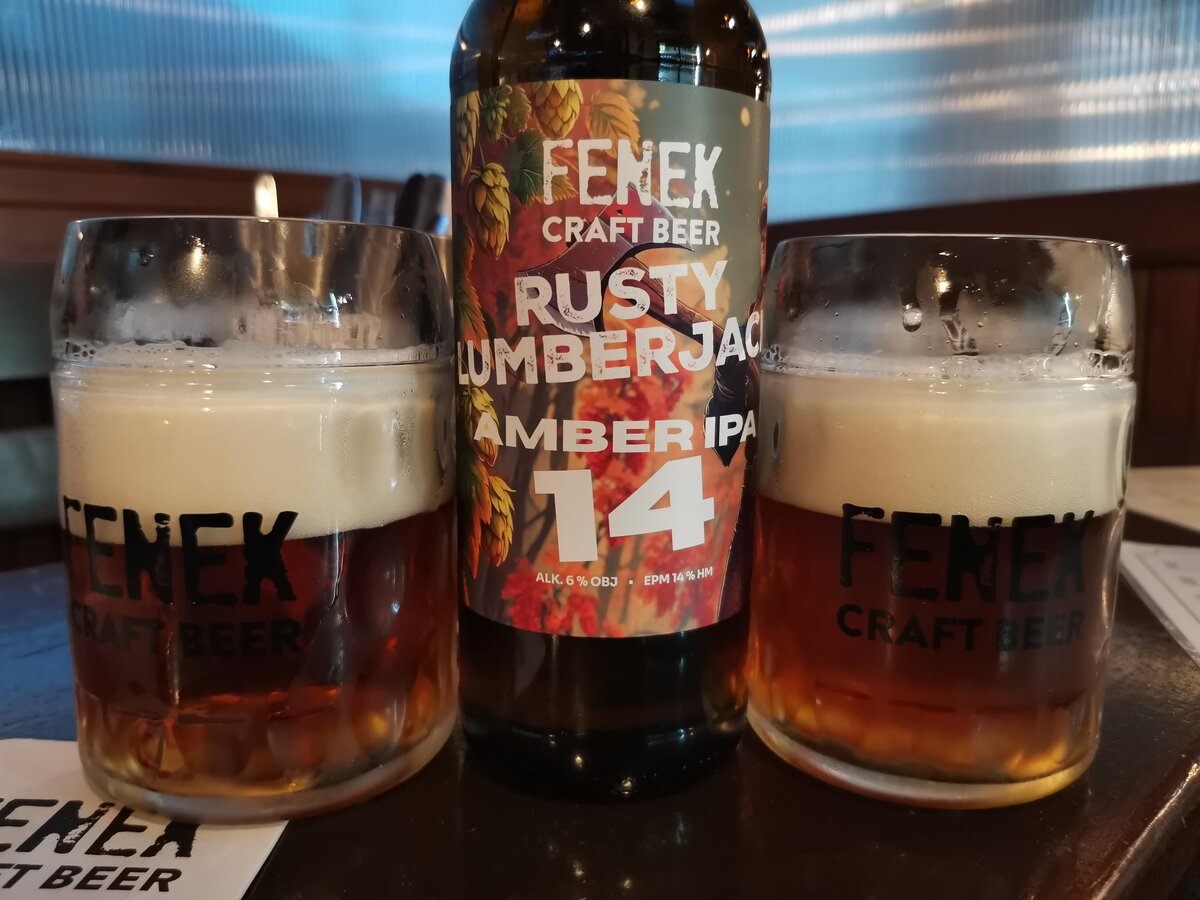 FENEK
CRAFT BEER
RUSTY
LUMBERJAC
AMBER IPA
14
ALK. 6 % OBJ • EPM 14 % HM
FENEK
CRAFT BEER
FENEK
CRAFT BEER
ENEK
FT BEER